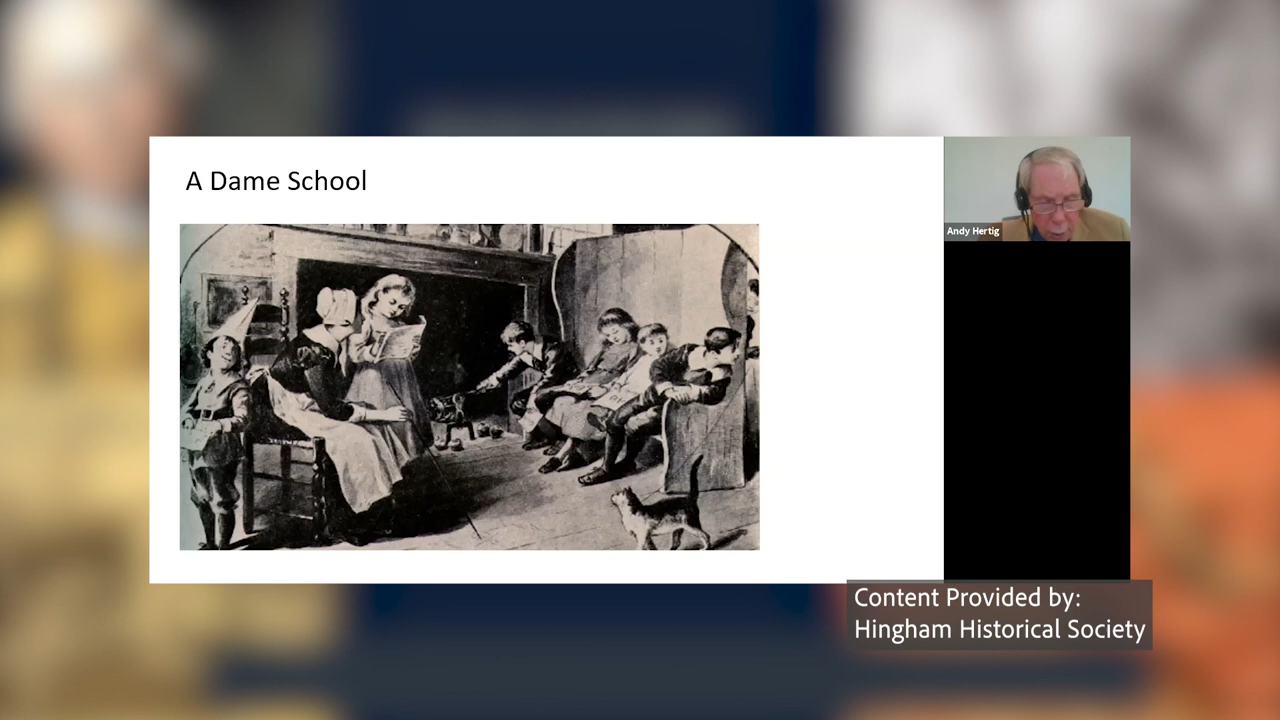 A Dame School
Andy Hertig
Content Provided by:
Hingham Historical Society